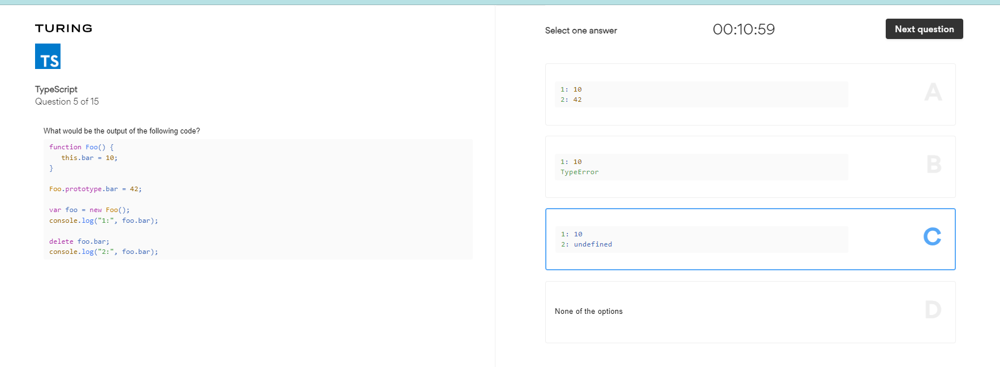 TURING
TS
TypeScript
Question 5 of 15
What would be the output of the following code?
function Foo() {
   this.bar = 10;
}
Foo.prototype.bar = 42;
var foo = new Foo();
console.log("1:", foo.bar);
delete foo.bar;
console.log("2:", foo.bar);
Select one answer
00:10:59
Next question
1: 10
2: 42
A
1: 10
TypeError
B
1: 10
2: undefined
C
None of the options
D